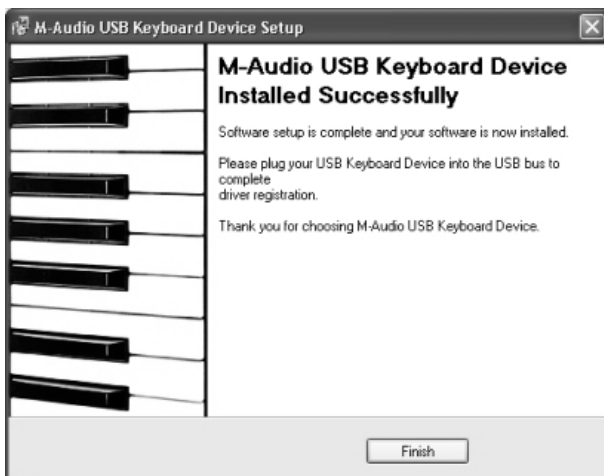 M-Audio USB Keyboard Device Setup
M-Audio USB Keyboard Device
Installed Successfully
Software setup is complete and your software is now installed.
Please plug your USB Keyboard Device into the USB bus to
complete
driver registration.
Thank you for choosing M-Audio USB Keyboard Device.
Finish